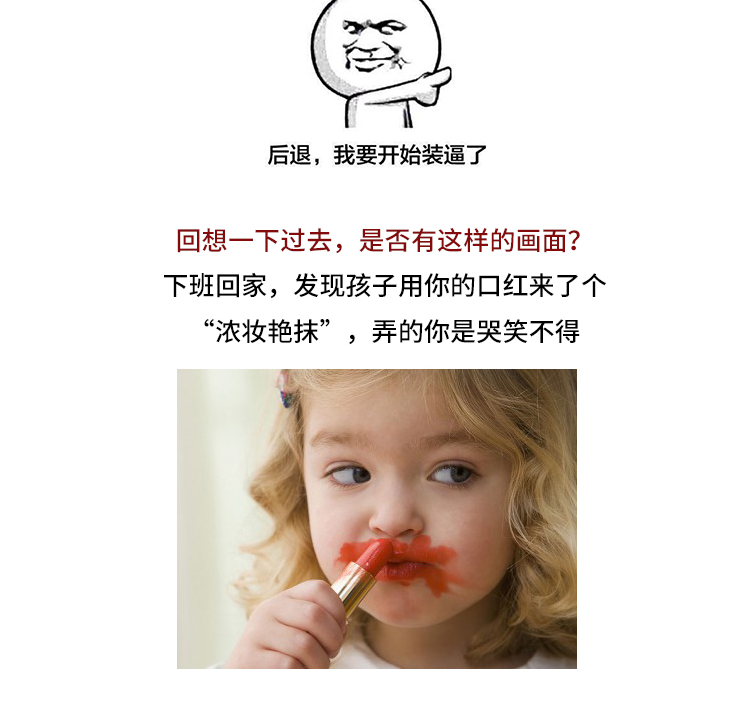 后退，我要开始装逼了
回想一下过去，是否有这样的画面？
下班回家，发现孩子用你的口红来了个
“浓妆艳抹”，弄的你是哭笑不得